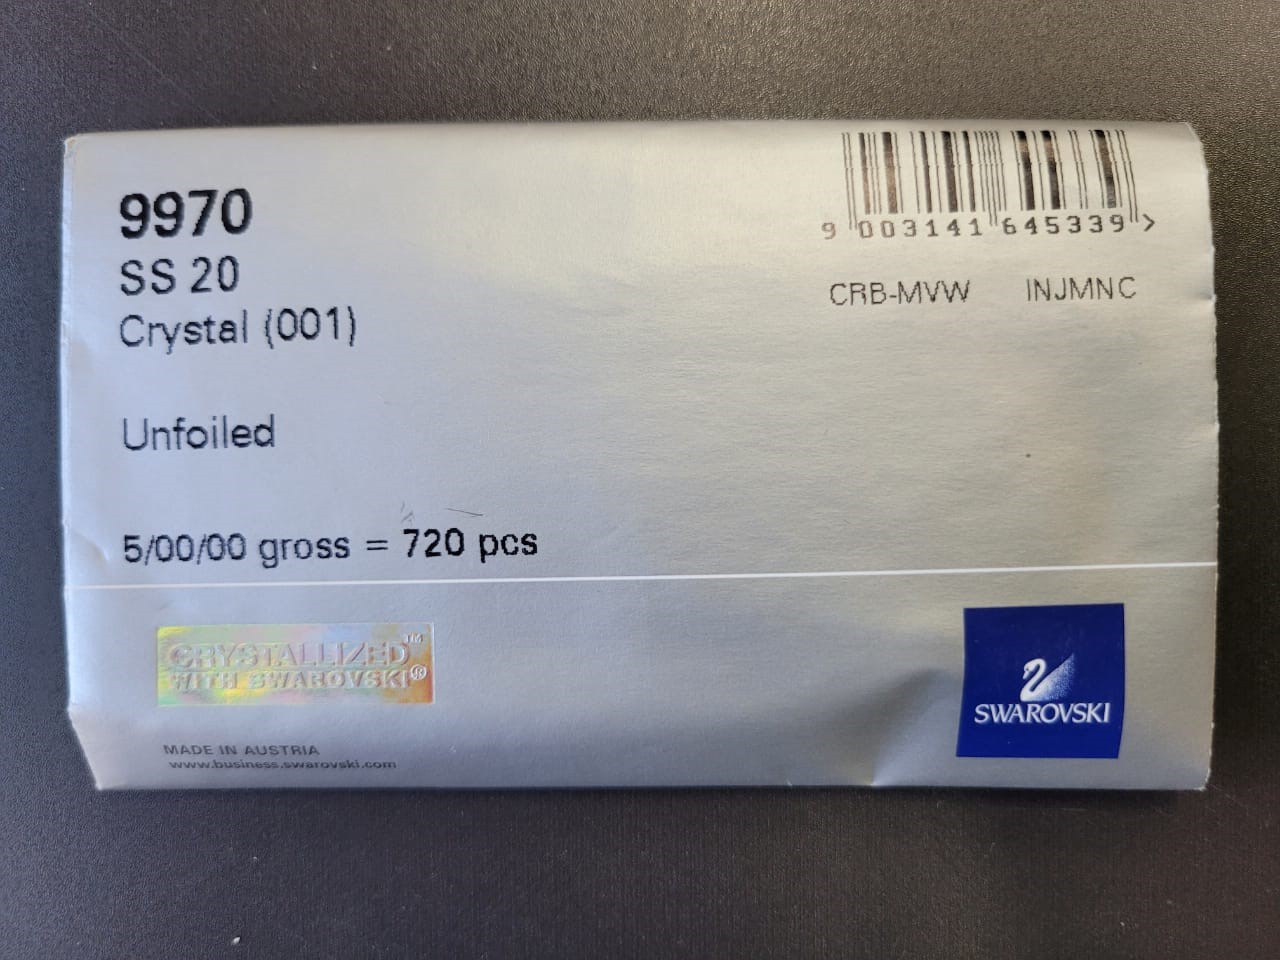 9970
SS 20
Crystal (001)
Unfoiled
5/00/00 gross = 720 pcs
9 003141 645339 >
CRB-MVW INJMNC
CRYSTALLIZED™
WITH SWAROVSKI®
MADE IN AUSTRIA
www.business.swarovski.com
SWAROVSKI